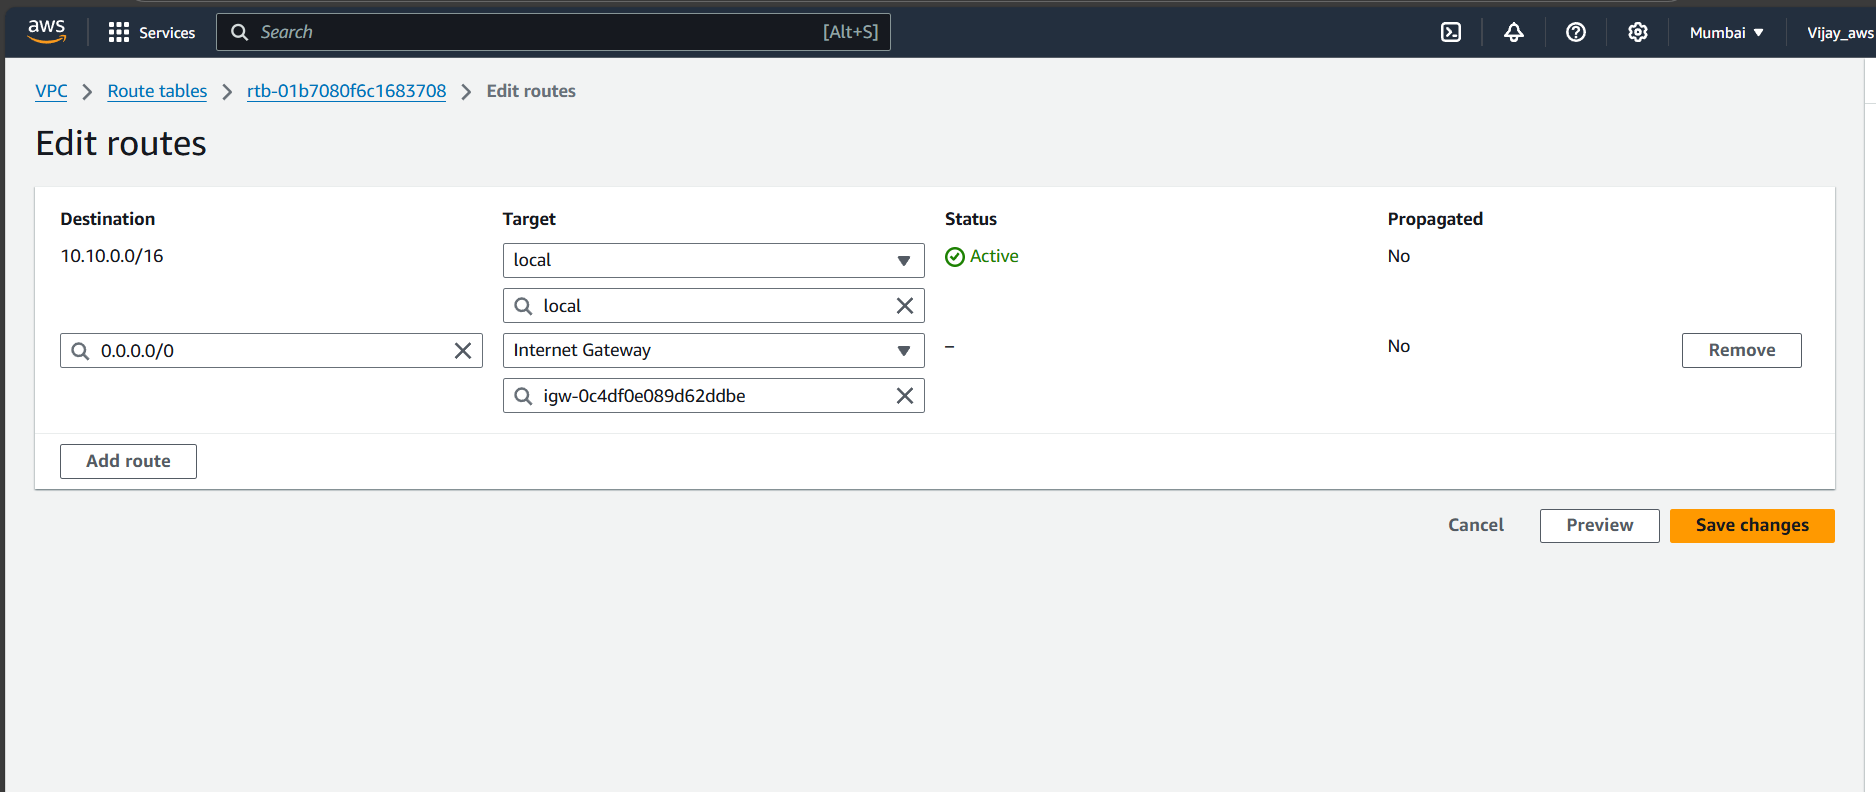 aws Services Search [Alt+S] Mumbai Vijay_aws
VPC > Route tables > rtb-01b7080f6c1683708 > Edit routes
Edit routes
Destination Target Status Propagated
10.10.0.0/16 local Active No
local
0.0.0.0/0 Internet Gateway – No Remove
igw-0c4df0e089d62ddbe
Add route
Cancel Preview Save changes